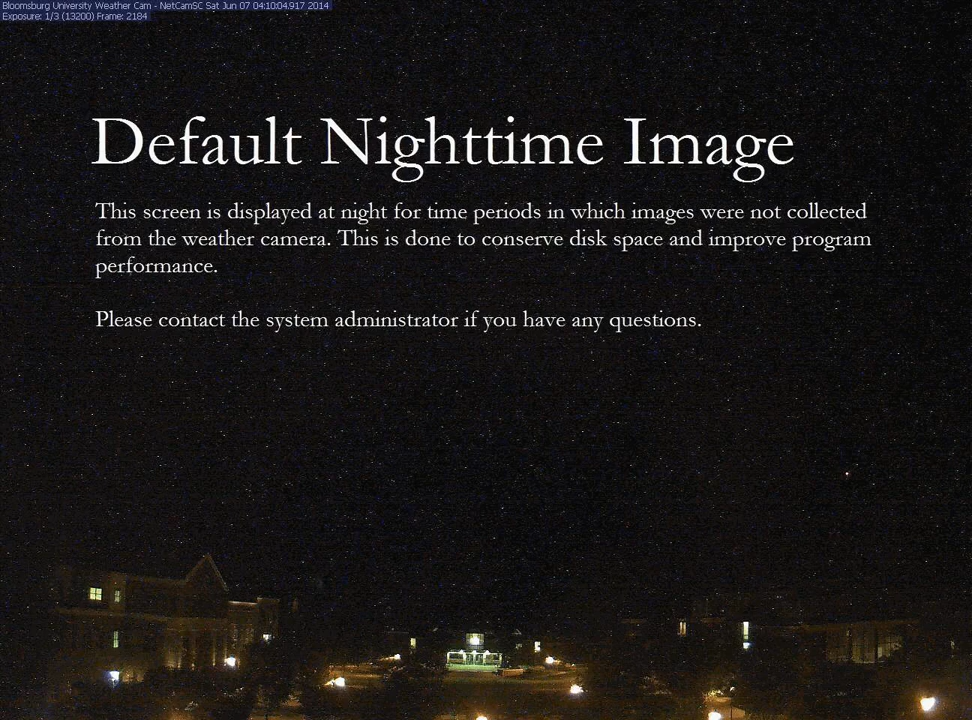 Bloomsburg University Weather Cam - NetCamSC Sat Jun 07 04:10:04.917 2014
Exposure: 1/3 (13200) Frame: 2184
Default Nighttime Image
This screen is displayed at night for time periods in which images were not collected
from the weather camera. This is done to conserve disk space and improve program
performance.
Please contact the system administrator if you have any questions.